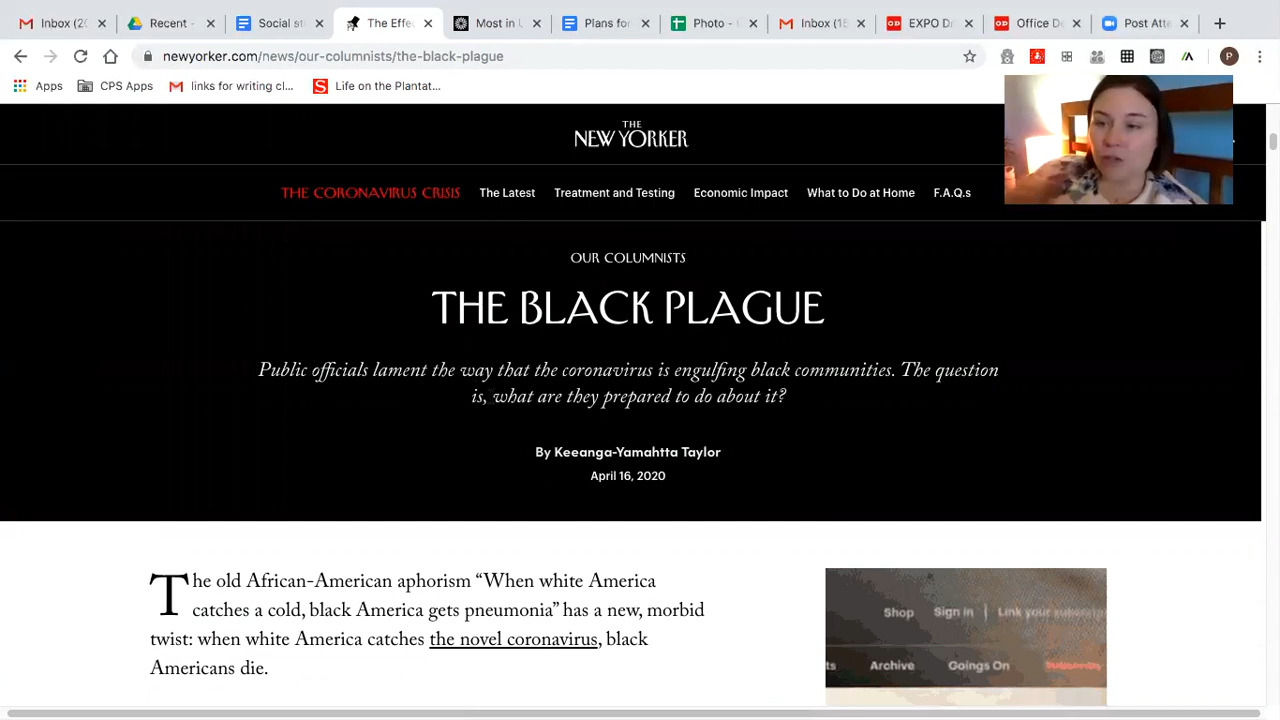 Inbox (20
Recent -
Social st
The Effe
Most in U
Plans for
Photo -
Inbox (18
EXPO Dr
Office De
Post Atte
newyorker.com/news/our-columnists/the-black-plague
P
Apps
CPS Apps
links for writing cl...
Life on the Plantat...
THE
NEW YORKER
THE CORONAVIRUS CRISIS The Latest Treatment and Testing Economic Impact What to Do at Home F.A.Q.s
OUR COLUMNISTS
THE BLACK PLAGUE
Public officials lament the way that the coronavirus is engulfing black communities. The question
is, what are they prepared to do about it?
By Keeanga-Yamahtta Taylor
April 16, 2020
The old African-American aphorism “When white America
catches a cold, black America gets pneumonia” has a new, morbid
twist: when white America catches the novel coronavirus, black
Americans die.
Shop Sign in | Link your
ts Archive Goings On